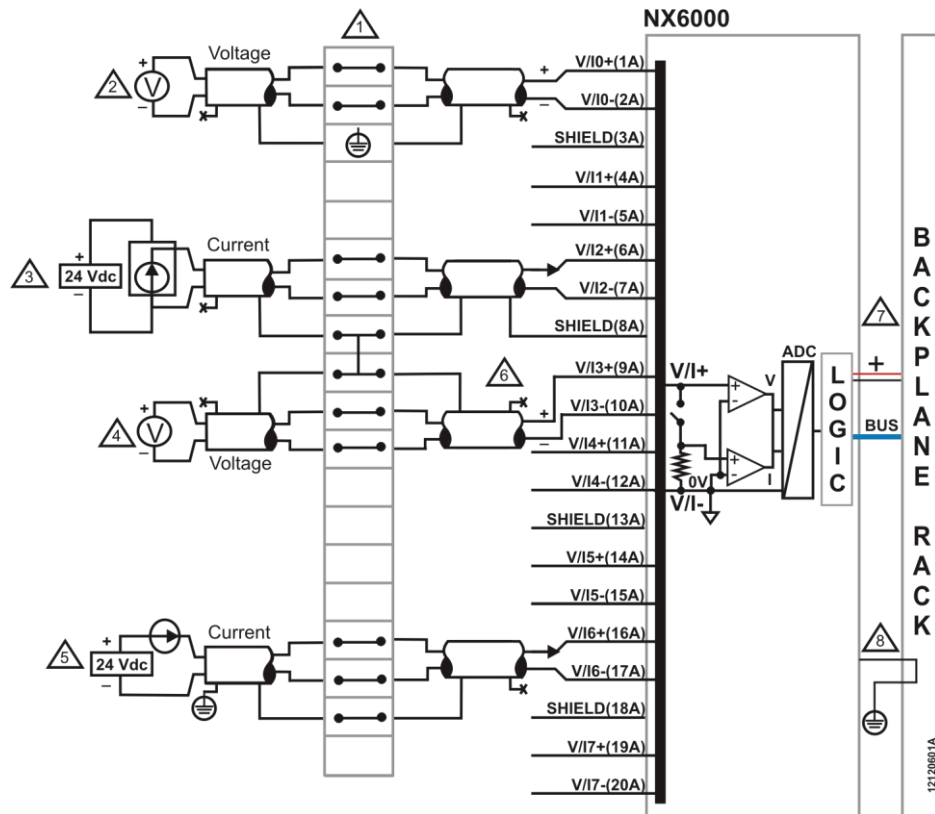 NX6000
1
Voltage
2
+
V
−
+
−
V/I0+(1A)
V/I0-(2A)
SHIELD(3A)
V/I1+(4A)
V/I1-(5A)
Current
3
+
24 Vdc
−
V/I2+(6A)
V/I2-(7A)
SHIELD(8A)
6
V/I3+(9A)
+
V/I3-(10A)
−
4
+
V
−
Voltage
V/I4+(11A)
V/I4-(12A)
SHIELD(13A)
V/I5+(14A)
V/I5-(15A)
Current
5
+
24 Vdc
−
V/I6+(16A)
V/I6-(17A)
SHIELD(18A)
V/I7+(19A)
V/I7-(20A)
V/I+
+
-
V
+
-
I
0V
V/I-
ADC
LOGIC
7
+
BUS
8
BACKPLANE RACK
12120601A